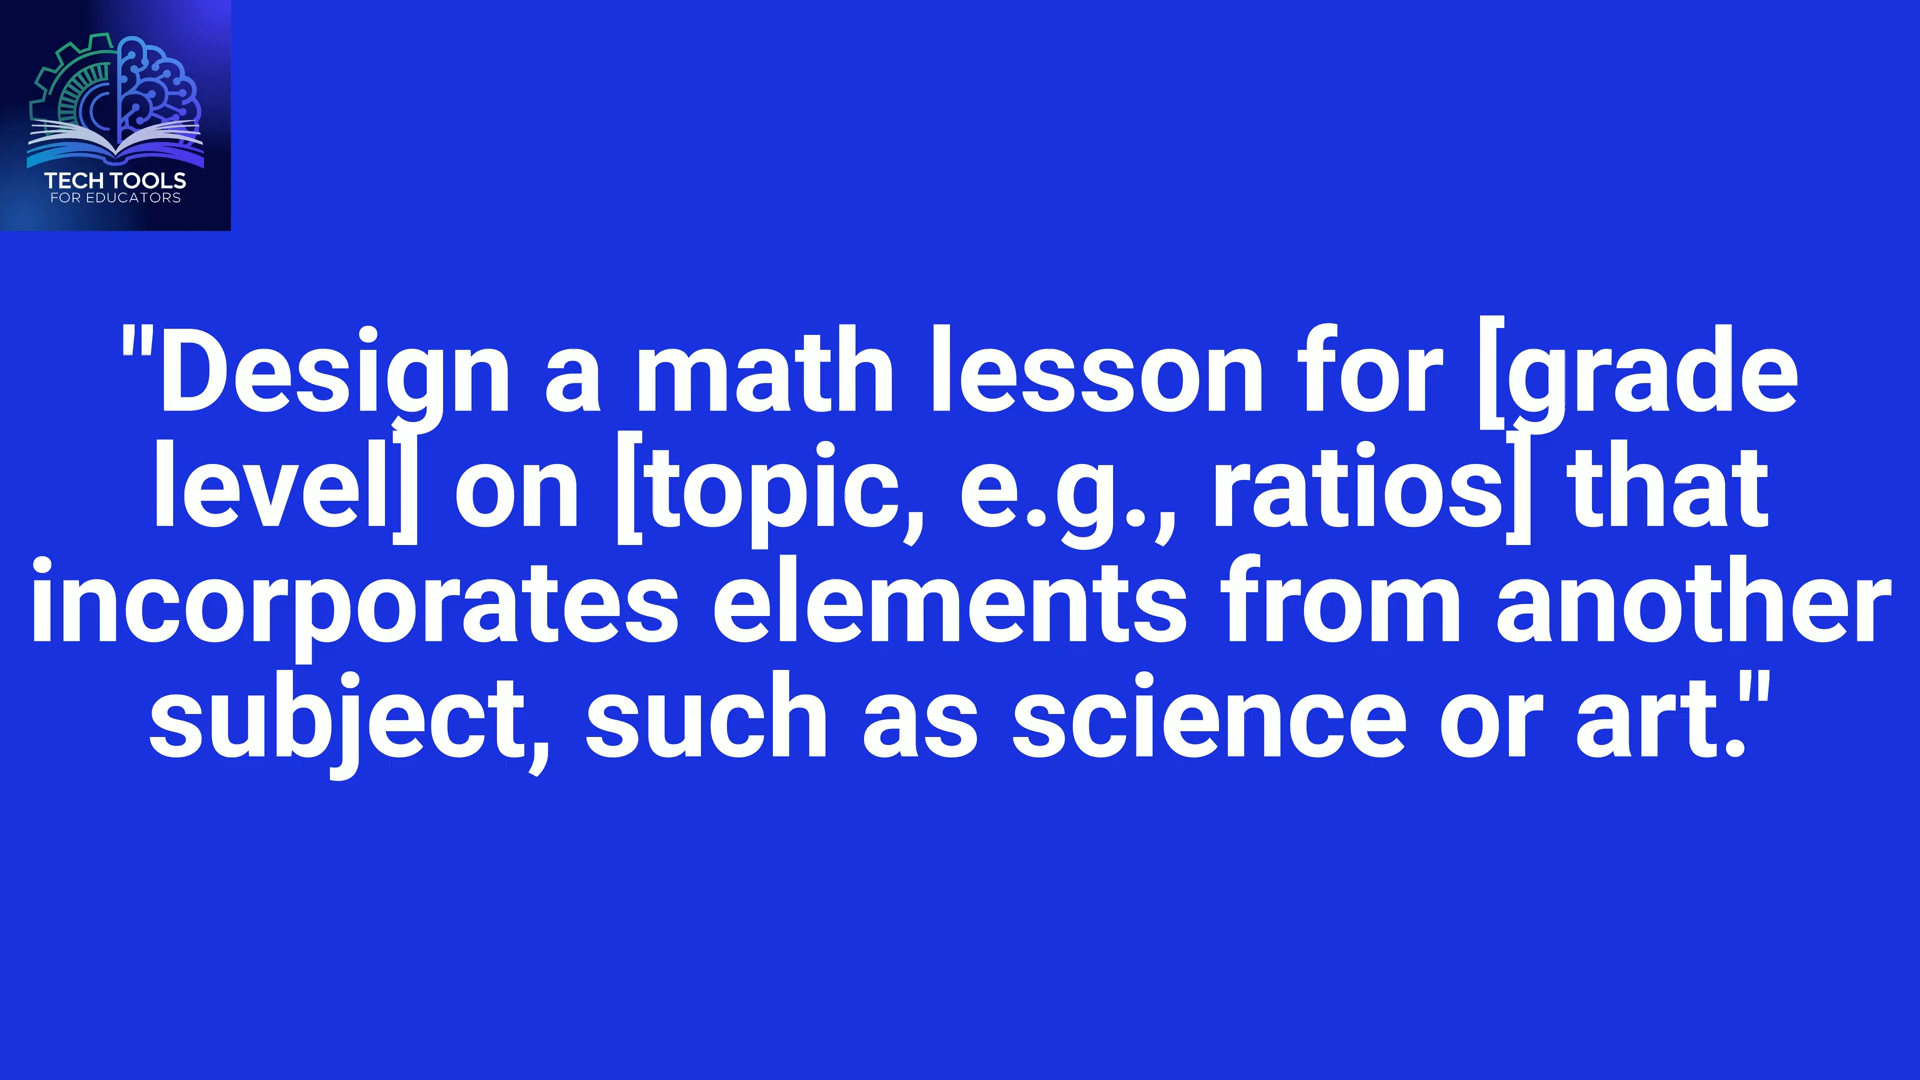 TECH TOOLS
FOR EDUCATORS
"Design a math lesson for [grade
level] on [topic, e.g., ratios] that
incorporates elements from another
subject, such as science or art."